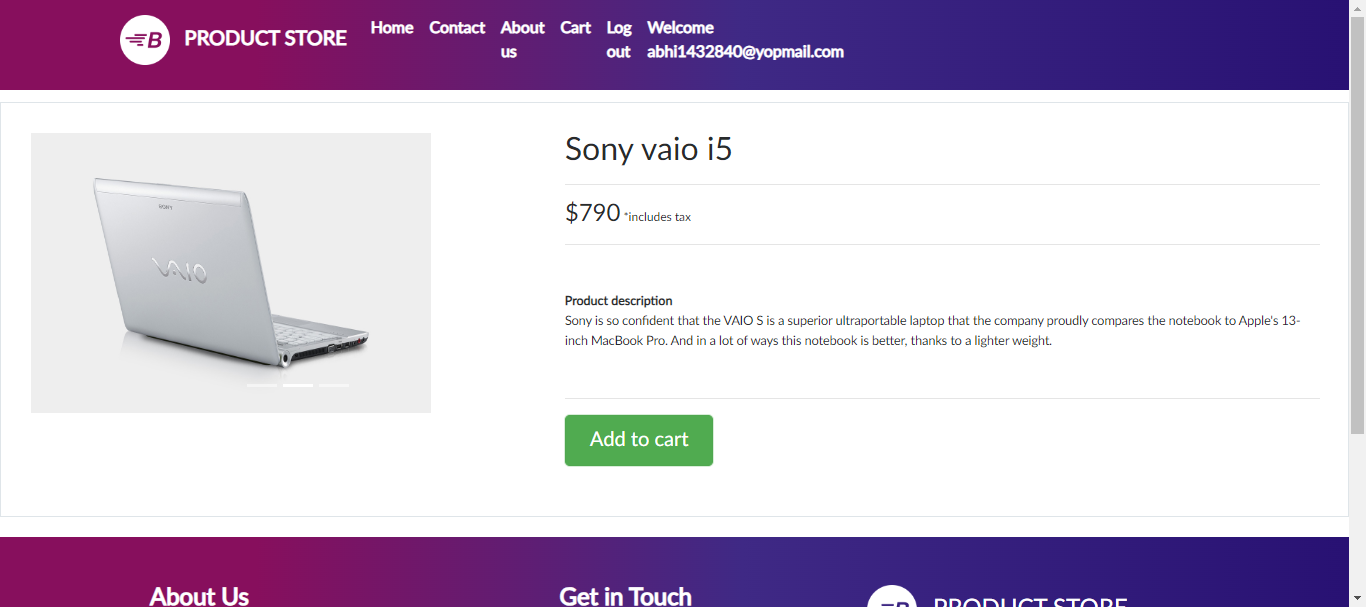 B PRODUCT STORE Home Contact About us Cart Log out Welcome abhi1432840@yopmail.com
SONY
VAIO
Sony vaio i5
$790 *includes tax
Product description
Sony is so confident that the VAIO S is a superior ultraportable laptop that the company proudly compares the notebook to Apple's 13-
inch MacBook Pro. And in a lot of ways this notebook is better, thanks to a lighter weight.
Add to cart
About Us
Get in Touch
B PRODUCT STORE